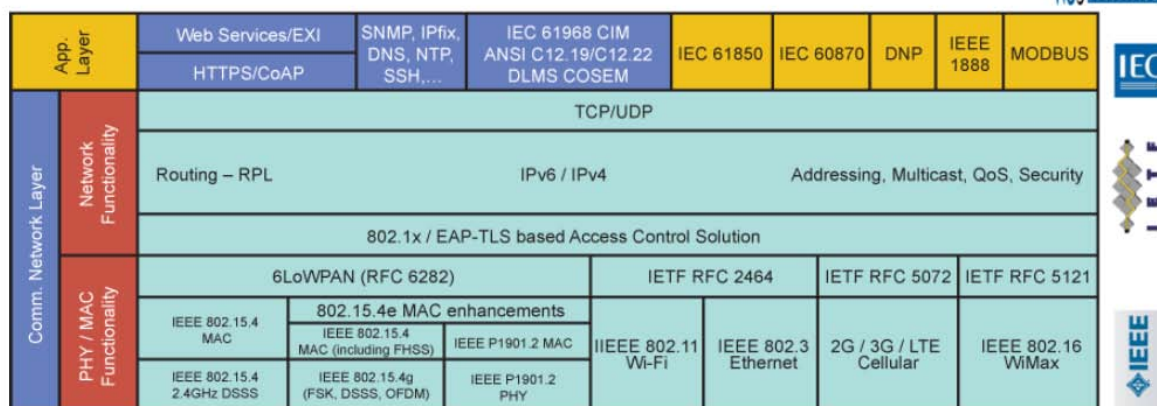 App.
Layer
Web Services/EXI
HTTPS/CoAP
SNMP, IPfix,
DNS, NTP,
SSH,...
IEC 61968 CIM
ANSI C12.19/C12.22
DLMS COSEM
IEC 61850
IEC 60870
DNP
IEEE
1888
MODBUS
IEC
Comm. Network Layer
Network
Functionality
TCP/UDP
Routing – RPL
IPv6 / IPv4
Addressing, Multicast, QoS, Security
802.1x / EAP-TLS based Access Control Solution
PHY / MAC
Functionality
6LoWPAN (RFC 6282)
IETF RFC 2464
IETF RFC 5072
IETF RFC 5121
IEEE 802.15.4
MAC
802.15.4e MAC enhancements
IEEE 802.15.4
MAC (including FHSS)
IEEE P1901.2 MAC
IEEE 802.15.4
2.4GHz DSSS
IEEE 802.15.4g
(FSK, DSSS, OFDM)
IEEE P1901.2
PHY
IIEEE 802.11
Wi-Fi
IEEE 802.3
Ethernet
2G / 3G / LTE
Cellular
IEEE 802.16
WiMax
IEEE